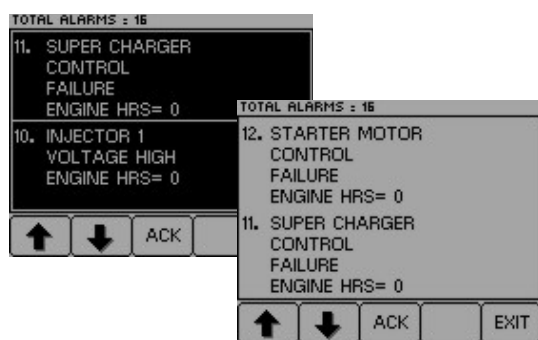 TOTAL ALARMS : 16
11. SUPER CHARGER
CONTROL
FAILURE
ENGINE HRS= 0
10. INJECTOR 1
VOLTAGE HIGH
ENGINE HRS= 0
ACK
TOTAL ALARMS : 16
12. STARTER MOTOR
CONTROL
FAILURE
ENGINE HRS= 0
11. SUPER CHARGER
CONTROL
FAILURE
ENGINE HRS= 0
ACK
EXIT